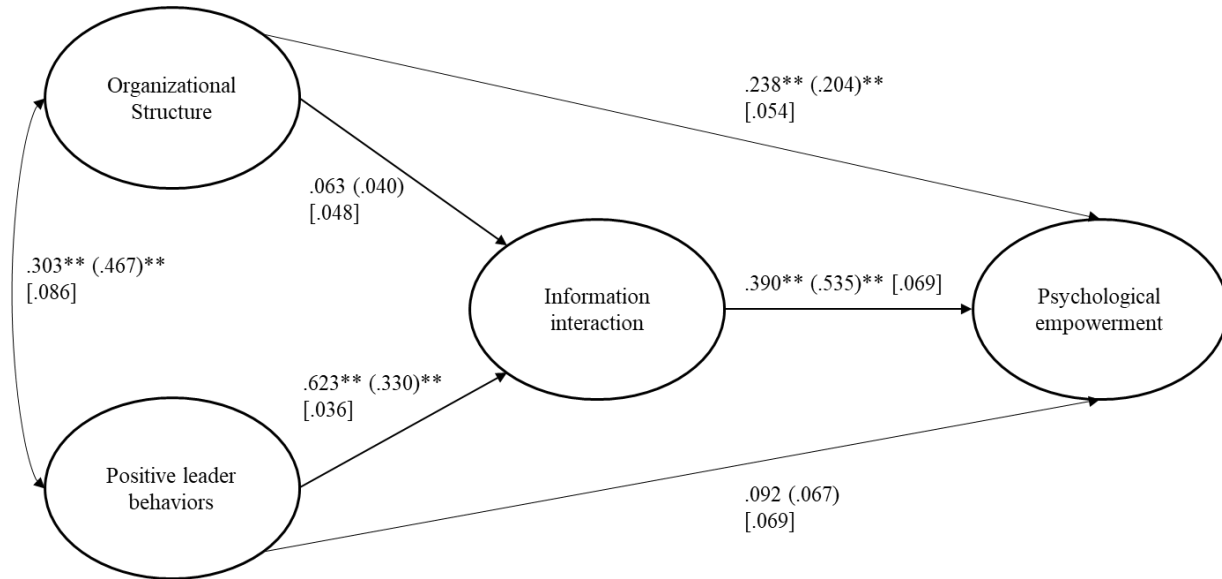 Organizational
Structure
.238** (.204)**
[.054]
.063 (.040)
[.048]
.303** (.467)**
[.086]
Information
interaction
.390** (.535)** [.069]
Psychological
empowerment
.623** (.330)**
[.036]
Positive leader
behaviors
.092 (.067)
[.069]